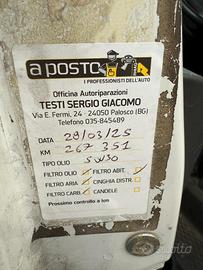 a posto
I PROFESSIONISTI DELL'AUTO
Officina Autoriparazioni
TESTI SERGIO GIACOMO
Via E. Fermi, 24 - 24050 Palosco (BG)
Telefono 035-845489
DATA 28/03/25
KM 267 351
TIPO OLIO 5W30
FILTRO OLIO FILTRO ABIT.
FILTRO ARIA CINGHIA DISTR.
FILTRO CARB. CANDELE
Prossimo controllo a km
subito